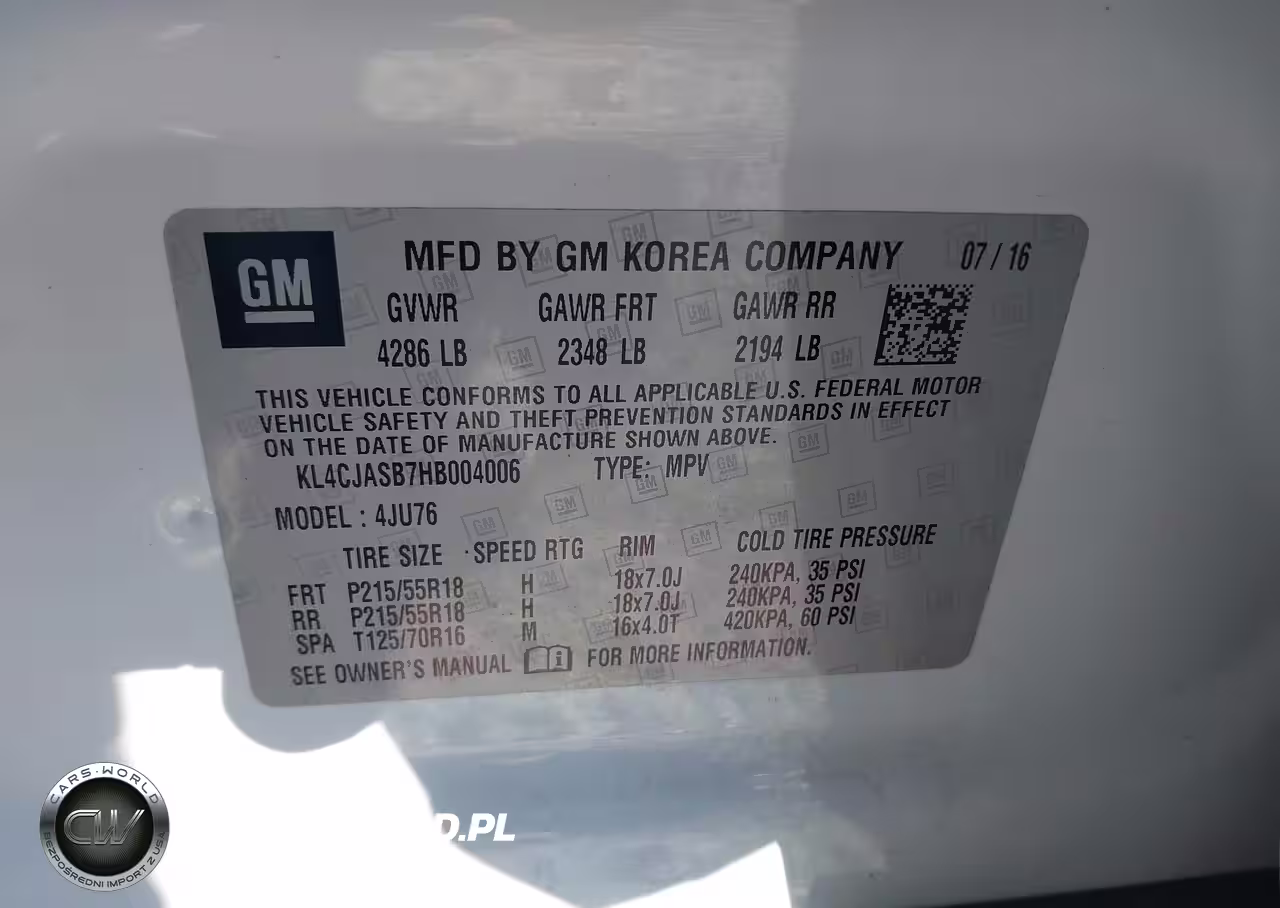 GM
MFD BY GM KOREA COMPANY 07/16
GVWR GAWR FRT GAWR RR
4286 LB 2348 LB 2194 LB
THIS VEHICLE CONFORMS TO ALL APPLICABLE U.S. FEDERAL MOTOR
VEHICLE SAFETY AND THEFT PREVENTION STANDARDS IN EFFECT
ON THE DATE OF MANUFACTURE SHOWN ABOVE.
KL4CJASB7HB004006 TYPE: MPV
MODEL : 4JU76
TIRE SIZE SPEED RTG RIM COLD TIRE PRESSURE
FRT P215/55R18 H 18x7.0J 240KPA, 35 PSI
RR P215/55R18 H 18x7.0J 240KPA, 35 PSI
SPA T125/70R16 M 16x4.0T 420KPA, 60 PSI
SEE OWNER'S MANUAL FOR MORE INFORMATION.
CARS-WORLD
CW
BEZPOŚREDNI IMPORT Z USA
D.PL